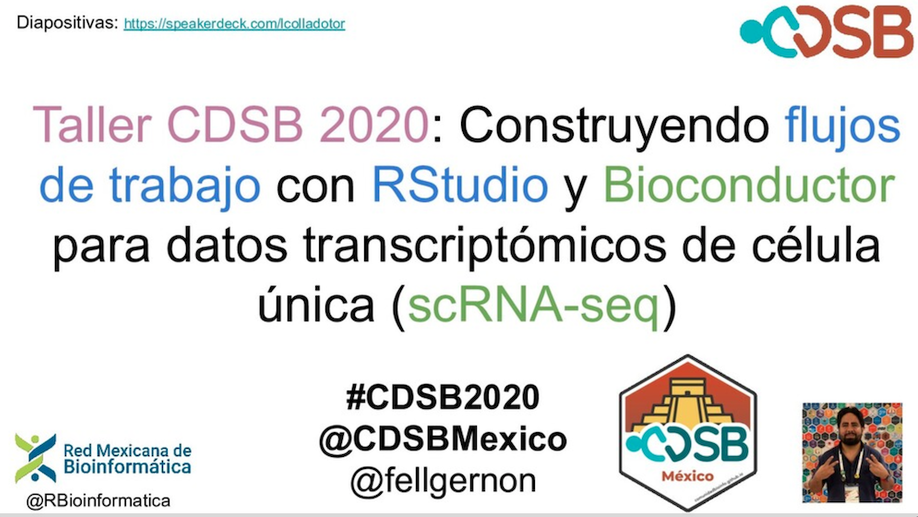 Diapositivas: https://speakerdeck.com/lcolladotor
CDSB
Taller CDSB 2020: Construyendo flujos
de trabajo con RStudio y Bioconductor
para datos transcriptómicos de célula
única (scRNA-seq)
#CDSB2020
@CDSBMexico
@fellgernon
Red Mexicana de
Bioinformática
@RBioinformatica
CDSB
México